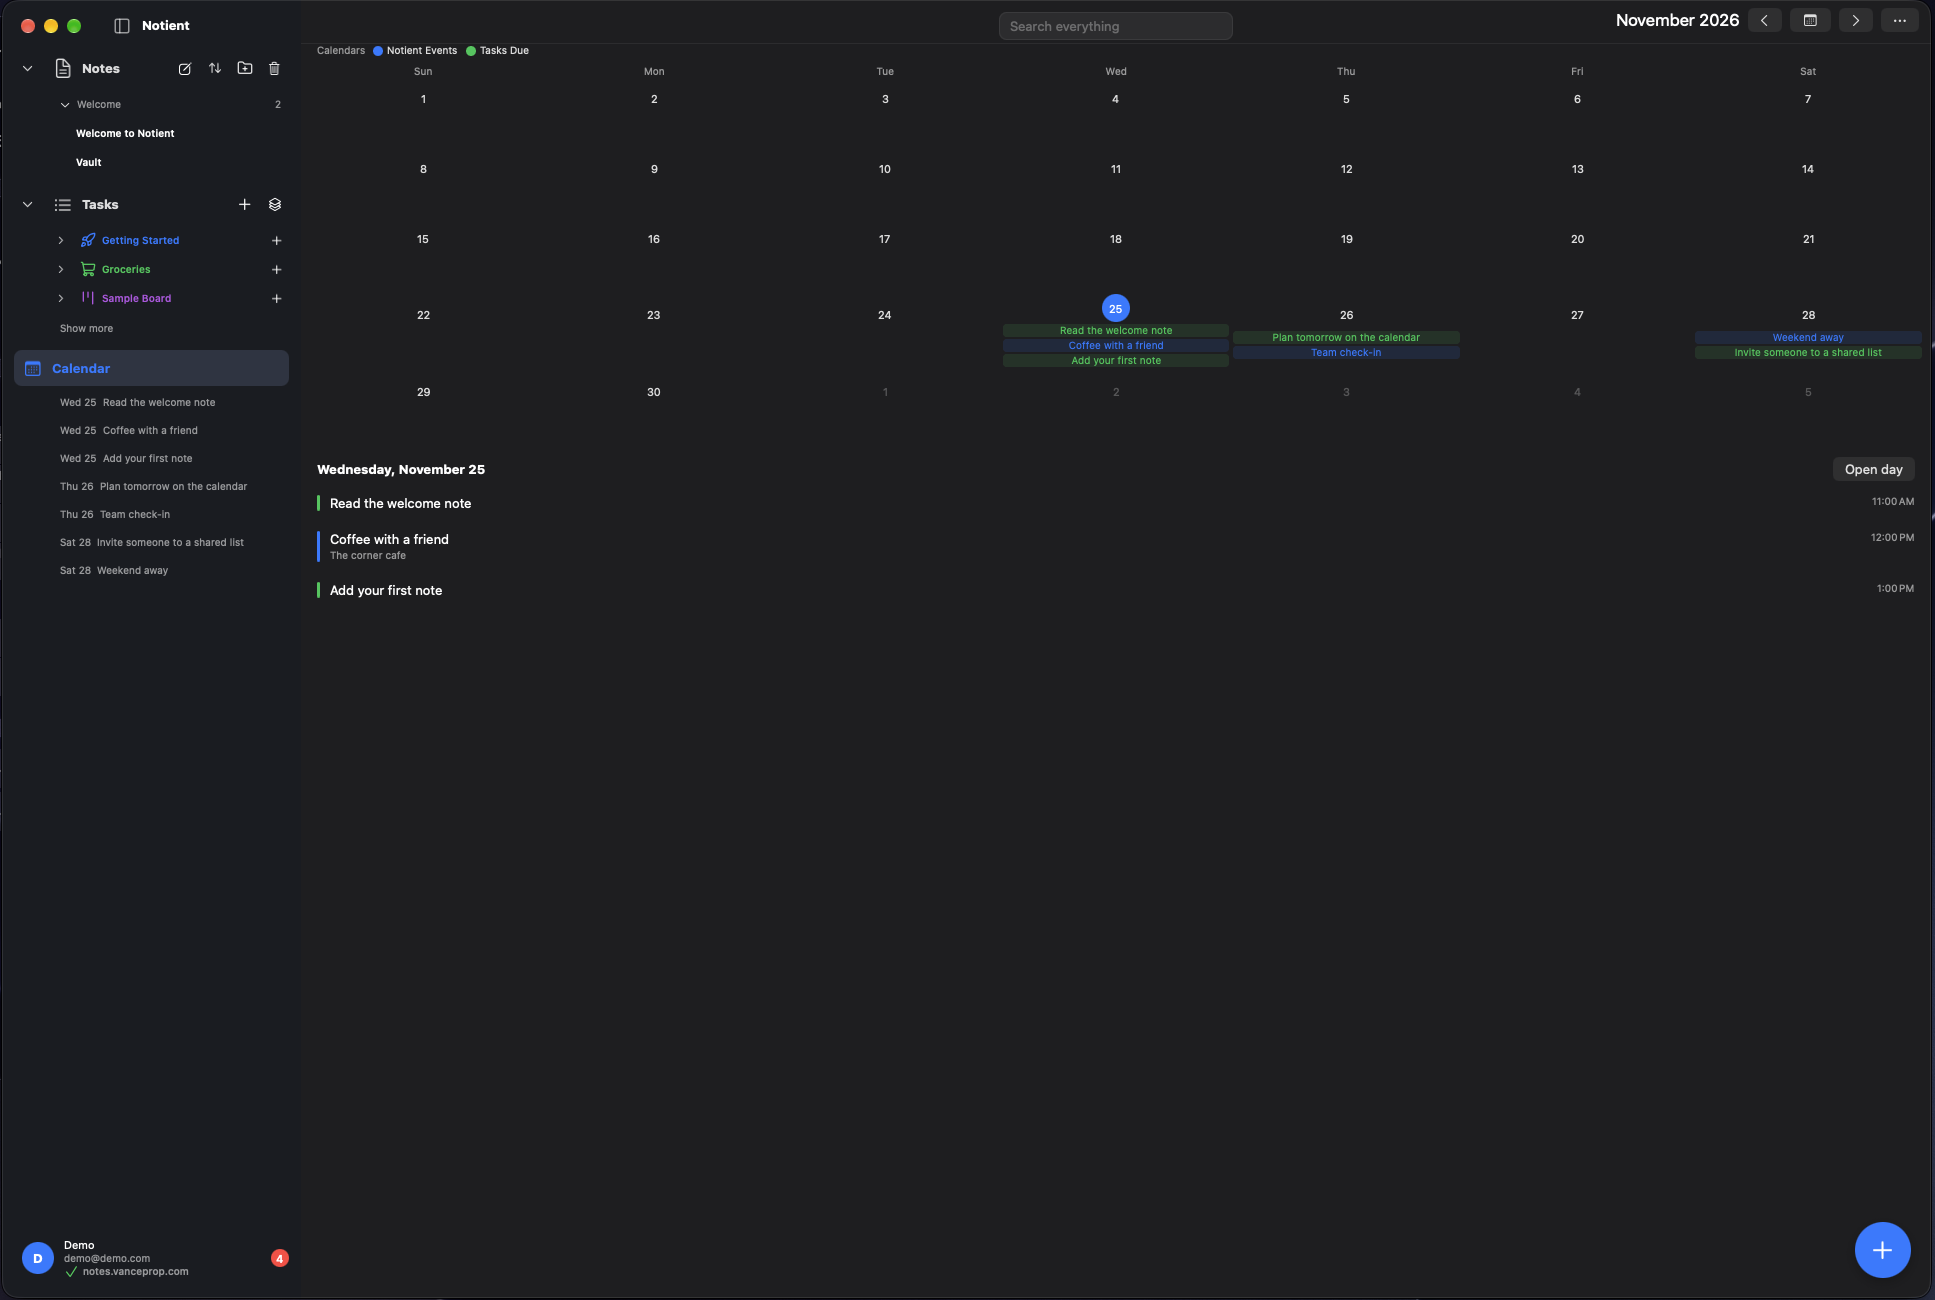 Notient
Notes
Welcome 2
Welcome to Notient
Vault
Tasks
Getting Started
Groceries
Sample Board
Show more
Calendar
Wed 25 Read the welcome note
Wed 25 Coffee with a friend
Wed 25 Add your first note
Thu 26 Plan tomorrow on the calendar
Thu 26 Team check-in
Sat 28 Invite someone to a shared list
Sat 28 Weekend away
D
Demo
demo@demo.com
notes.vanceprop.com
4
Search everything
November 2026
Calendars Notient Events Tasks Due
Sun Mon Tue Wed Thu Fri Sat
1 2 3 4 5 6 7
8 9 10 11 12 13 14
15 16 17 18 19 20 21
22 23 24 25 26 27 28
Read the welcome note
Coffee with a friend
Add your first note
Plan tomorrow on the calendar
Team check-in
Weekend away
Invite someone to a shared list
29 30 1 2 3 4 5
Wednesday, November 25
Open day
Read the welcome note 11:00 AM
Coffee with a friend 12:00 PM
The corner cafe
Add your first note 1:00 PM